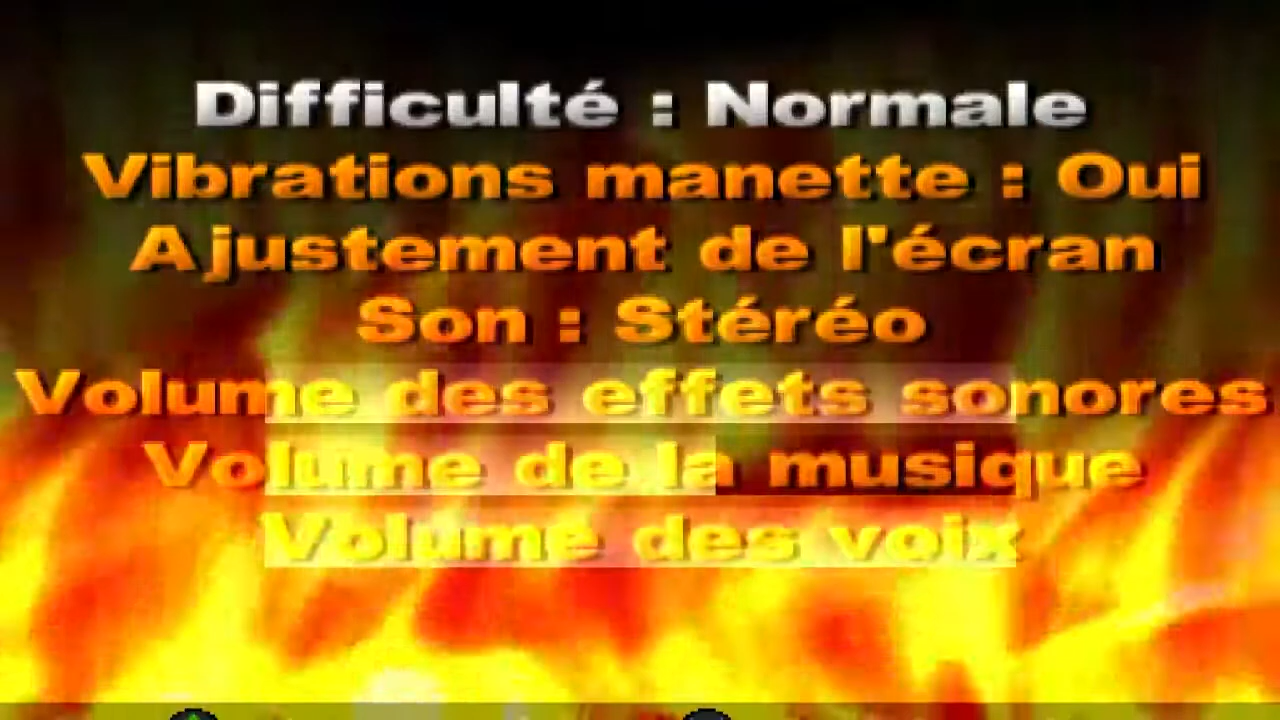 Difficulté : Normale
Vibrations manette : Oui
Ajustement de l'écran
Son : Stéréo
Volume des effets sonores
Volume de la musique
Volume des voix